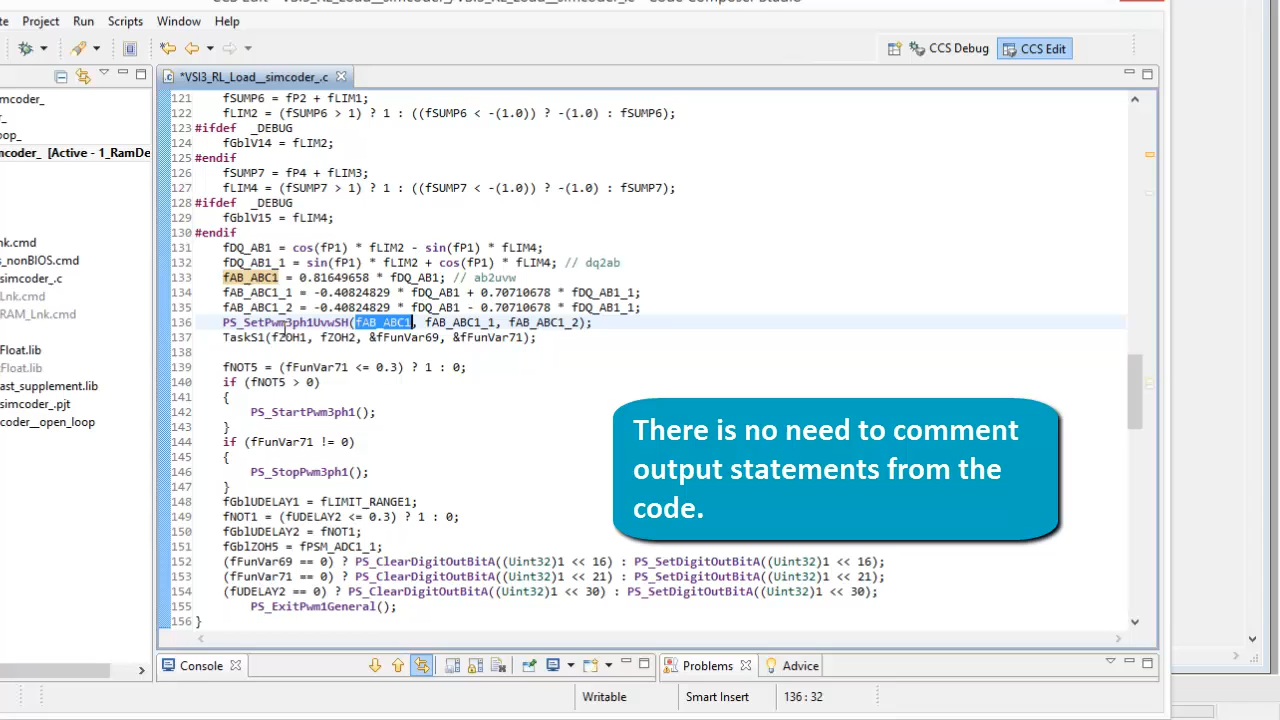 CCS Edit - VSI3_RL_Load__simcoder_/VSI3_RL_Load__simcoder_.c - Code Composer Studio
Project Run Scripts Window Help
CCS Debug CCS Edit
*VSI3_RL_Load__simcoder_.c
121 fSUMP6 = fP2 + fLIM1;
122 fLIM2 = (fSUMP6 > 1) ? 1 : ((fSUMP6 < -(1.0)) ? -(1.0) : fSUMP6);
123 #ifdef _DEBUG
124 fGblV14 = fLIM2;
125 #endif
126 fSUMP7 = fP4 + fLIM3;
127 fLIM4 = (fSUMP7 > 1) ? 1 : ((fSUMP7 < -(1.0)) ? -(1.0) : fSUMP7);
128 #ifdef _DEBUG
129 fGblV15 = fLIM4;
130 #endif
131 fDQ_AB1 = cos(fP1) * fLIM2 - sin(fP1) * fLIM4;
132 fDQ_AB1_1 = sin(fP1) * fLIM2 + cos(fP1) * fLIM4; // dq2ab
133 fAB_ABC1 = 0.81649658 * fDQ_AB1; // ab2uvw
134 fAB_ABC1_1 = -0.40824829 * fDQ_AB1 + 0.70710678 * fDQ_AB1_1;
135 fAB_ABC1_2 = -0.40824829 * fDQ_AB1 - 0.70710678 * fDQ_AB1_1;
136 PS_SetPwm3ph1UvwSH(fAB_ABC1, fAB_ABC1_1, fAB_ABC1_2);
137 TaskS1(fZOH1, fZOH2, &fFunVar69, &fFunVar71);
138
139 fNOT5 = (fFunVar71 <= 0.3) ? 1 : 0;
140 if (fNOT5 > 0)
141 {
142 PS_StartPwm3ph1();
143 }
144 if (fFunVar71 != 0)
145 {
146 PS_StopPwm3ph1();
147 }
148 fGblUDELAY1 = fLIMIT_RANGE1;
149 fNOT1 = (fUDELAY2 <= 0.3) ? 1 : 0;
150 fGblUDELAY2 = fNOT1;
151 fGblZOH5 = fPSM_ADC1_1;
152 (fFunVar69 == 0) ? PS_ClearDigitOutBitA((Uint32)1 << 16) : PS_SetDigitOutBitA((Uint32)1 << 16);
153 (fFunVar71 == 0) ? PS_ClearDigitOutBitA((Uint32)1 << 21) : PS_SetDigitOutBitA((Uint32)1 << 21);
154 (fUDELAY2 == 0) ? PS_ClearDigitOutBitA((Uint32)1 << 30) : PS_SetDigitOutBitA((Uint32)1 << 30);
155 PS_ExitPwm1General();
156 }
mcoder_
op_
mcoder_ [Active - 1_RamDe
nk.cmd
s_nonBIOS.cmd
simcoder_.c
Lnk.cmd
RAM_Lnk.cmd
Float.lib
tFloat.lib
ast_supplement.lib
simcoder_.pjt
coder__open_loop
There is no need to comment
output statements from the
code.
Console Problems Advice
Writable Smart Insert 136 : 32